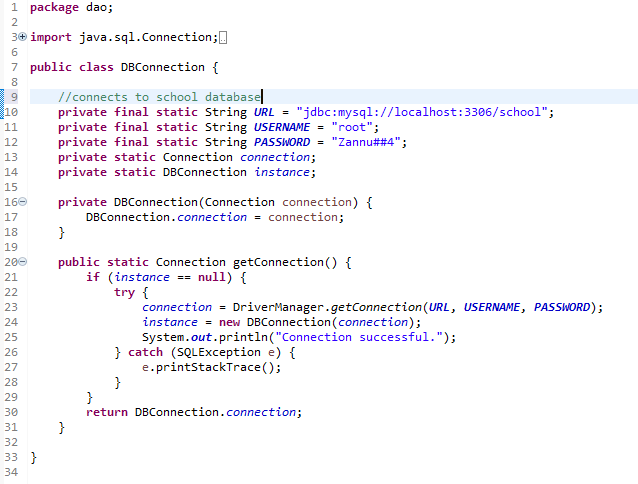 1 package dao;
2
3 import java.sql.Connection;
6
7 public class DBConnection {
8
9 //connects to school database
10 private final static String URL = "jdbc:mysql://localhost:3306/school";
11 private final static String USERNAME = "root";
12 private final static String PASSWORD = "Zannu##4";
13 private static Connection connection;
14 private static DBConnection instance;
15
16 private DBConnection(Connection connection) {
17 DBConnection.connection = connection;
18 }
19
20 public static Connection getConnection() {
21 if (instance == null) {
22 try {
23 connection = DriverManager.getConnection(URL, USERNAME, PASSWORD);
24 instance = new DBConnection(connection);
25 System.out.println("Connection successful.");
26 } catch (SQLException e) {
27 e.printStackTrace();
28 }
29 }
30 return DBConnection.connection;
31 }
32
33 }
34